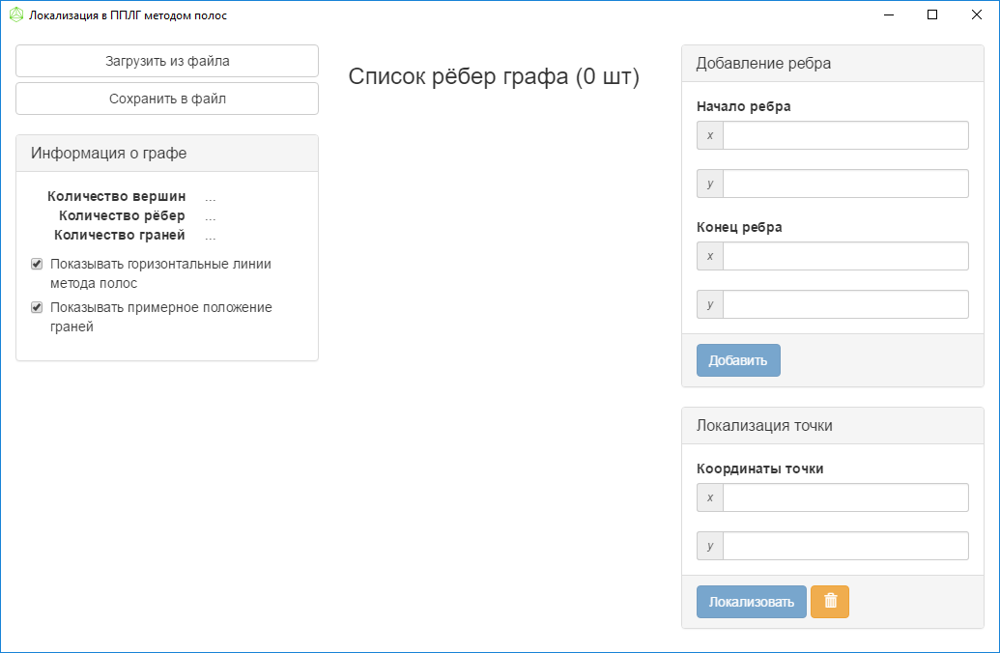 Локализация в ППЛГ методом полос
Загрузить из файла
Сохранить в файл
Информация о графе
Количество вершин ...
Количество рёбер ...
Количество граней ...
Показывать горизонтальные линии
метода полос
Показывать примерное положение
граней
Список рёбер графа (0 шт)
Добавление ребра
Начало ребра
x
y
Конец ребра
x
y
Добавить
Локализация точки
Координаты точки
x
y
Локализовать